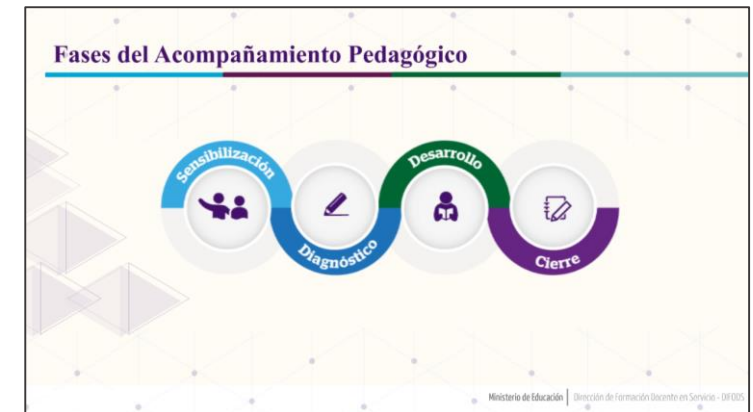 Fases del Acompañamiento Pedagógico
Sensibilización
Diagnóstico
Desarrollo
Cierre
Ministerio de Educación | Dirección de Formación Docente en Servicio - DIFODS